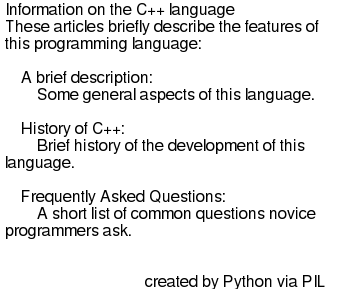 Information on the C++ language
These articles briefly describe the features of
this programming language:
A brief description:
Some general aspects of this language.
History of C++:
Brief history of the development of this
language.
Frequently Asked Questions:
A short list of common questions novice
programmers ask.
created by Python via PIL